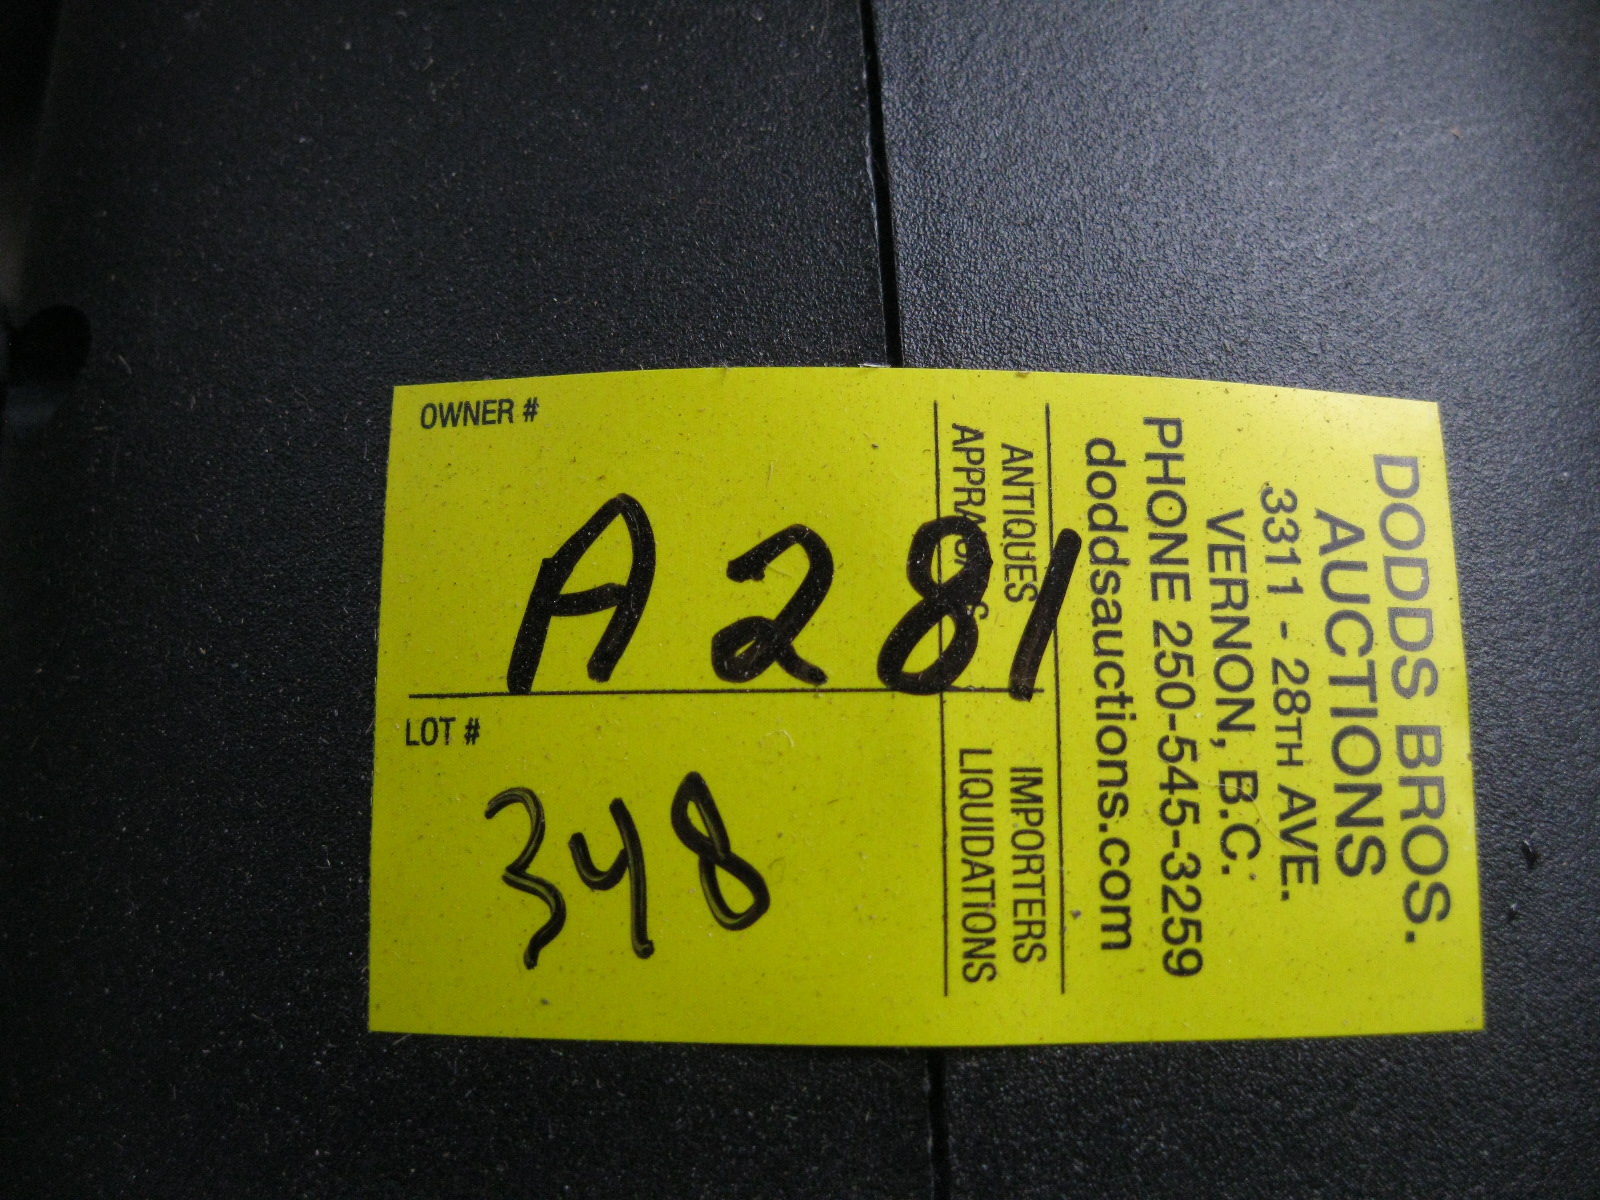 DODDS BROS.
AUCTIONS
3311 - 28TH AVE.
VERNON, B.C.
PHONE 250-545-3259
doddsauctions.com
ANTIQUES IMPORTERS
APPRAISALS LIQUIDATIONS
OWNER #
A281
LOT #
348